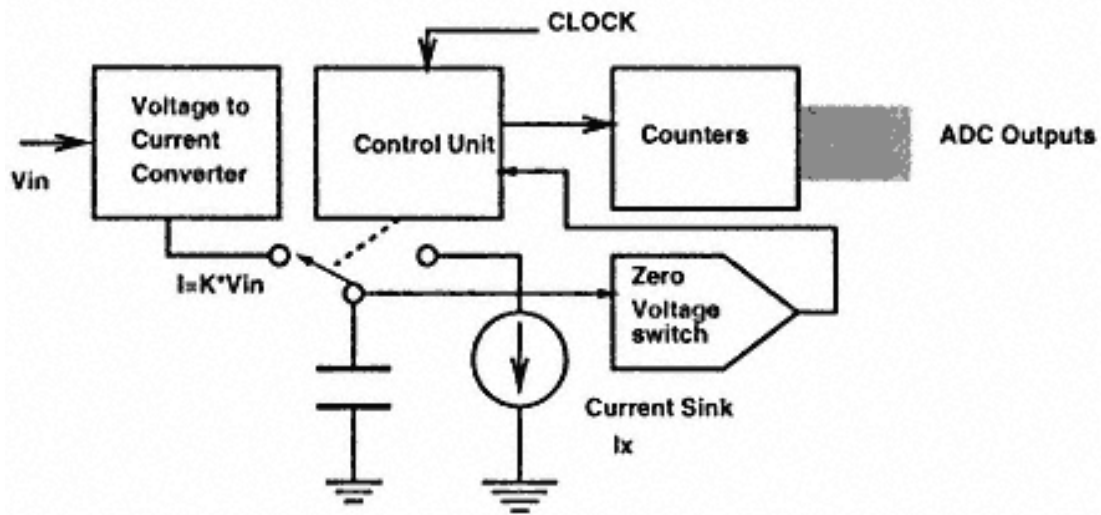 CLOCK
Voltage to
Current
Converter
Control Unit
Counters
ADC Outputs
Vin
I=K*Vin
Zero
Voltage
switch
Current Sink
Ix